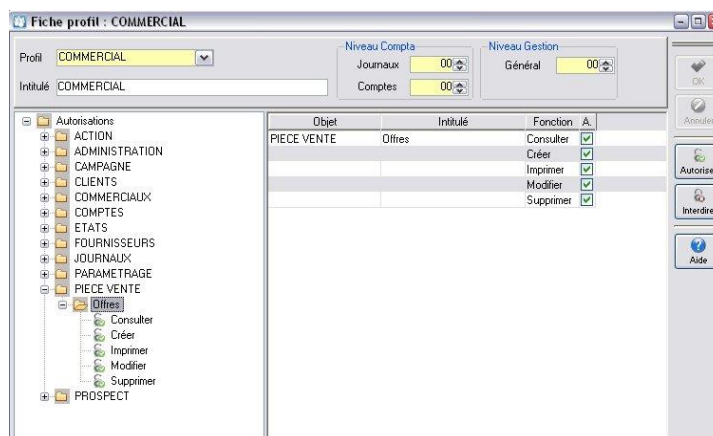 Fiche profil : COMMERCIAL
Profil COMMERCIAL
Intitulé COMMERCIAL
Niveau Compta
Journaux 00
Comptes 00
Niveau Gestion
Général 00
OK
Annuler
Autorise
Interdire
Aide
Autorisations
ACTION
ADMINISTRATION
CAMPAGNE
CLIENTS
COMMERCIAUX
COMPTES
ETATS
FOURNISSEURS
JOURNAUX
PARAMETRAGE
PIECE VENTE
Offres
Consulter
Créer
Imprimer
Modifier
Supprimer
PROSPECT
Objet Intitulé Fonction A.
PIECE VENTE Offres Consulter
Créer
Imprimer
Modifier
Supprimer